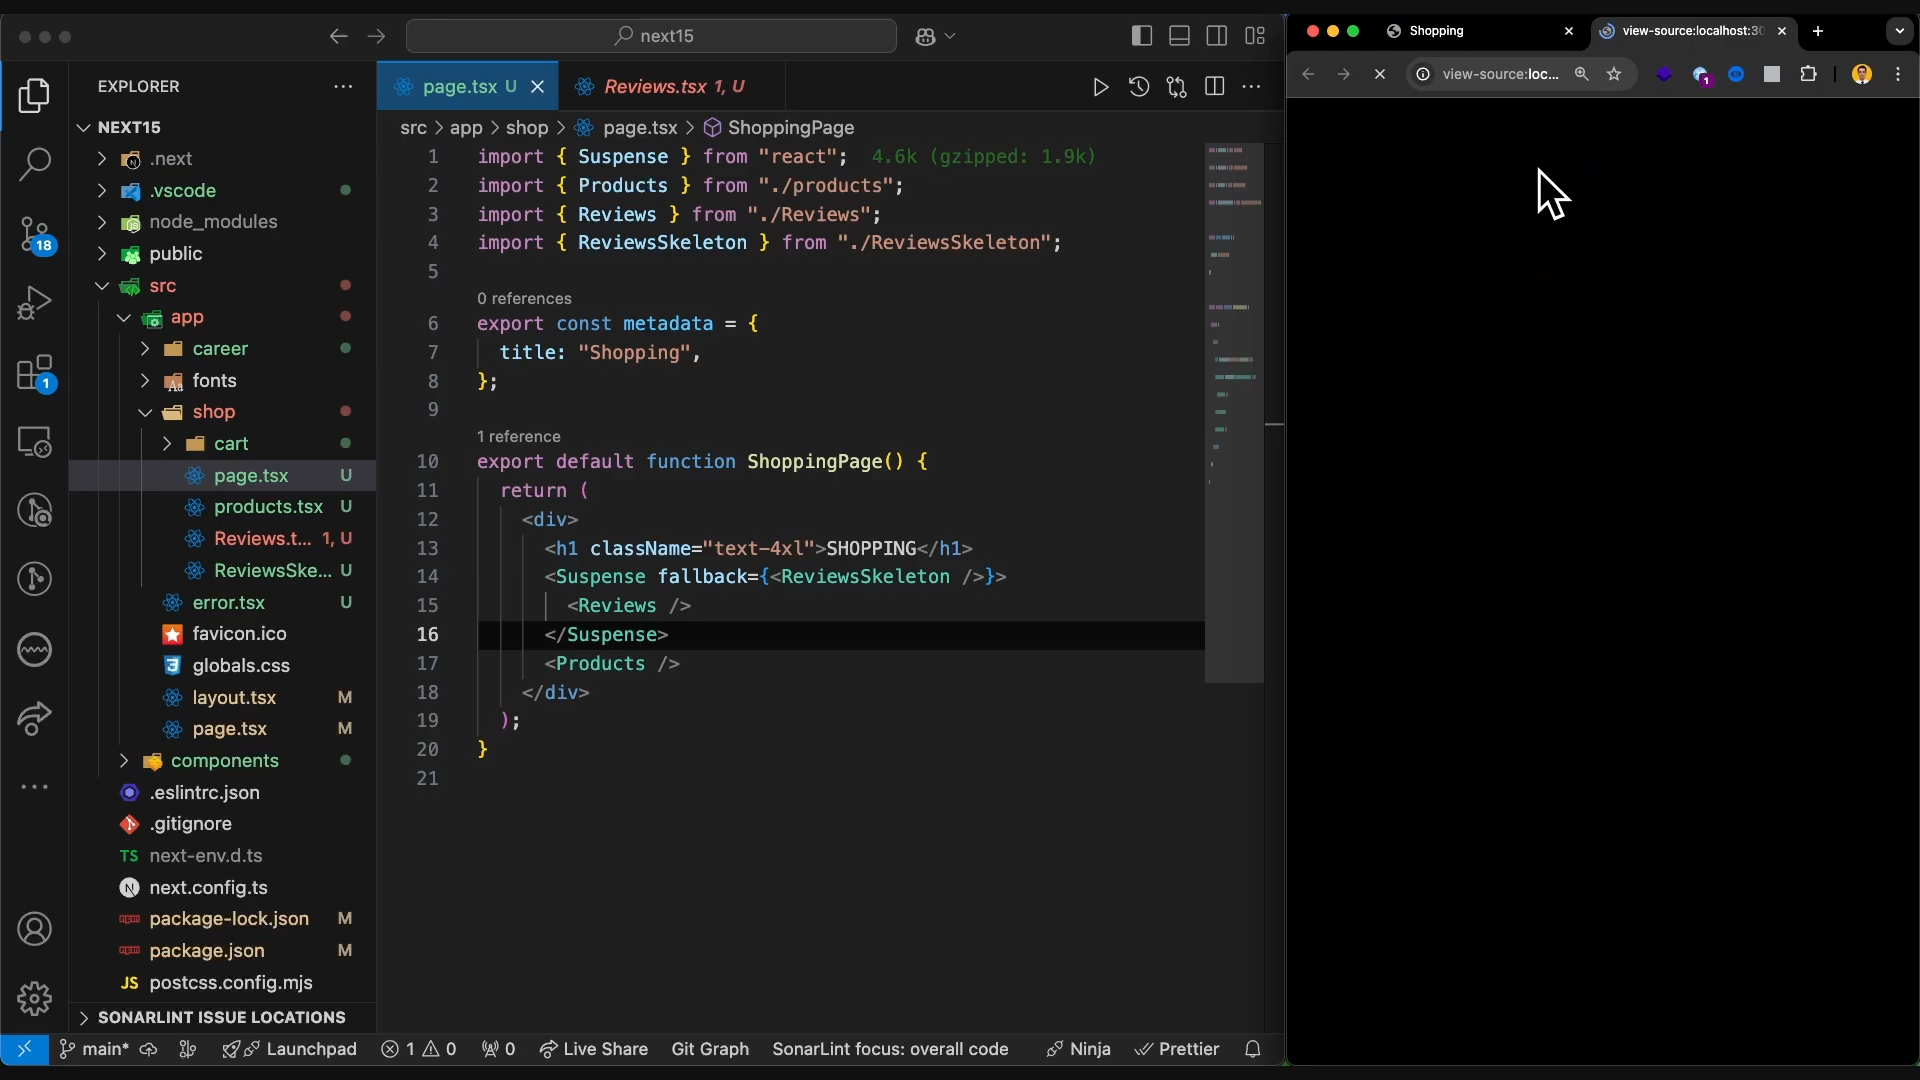 next15
Shopping
view-source:localhost:30
view-source:loc...
1
EXPLORER
page.tsx U
Reviews.tsx 1, U
src > app > shop > page.tsx > ShoppingPage
NEXT15
.next
.vscode
node_modules
public
src
app
career
fonts
shop
cart
page.tsx U
products.tsx U
Reviews.t... 1, U
ReviewsSke... U
error.tsx U
favicon.ico
globals.css
layout.tsx M
page.tsx M
components
.eslintrc.json
.gitignore
TS next-env.d.ts
next.config.ts
package-lock.json M
package.json M
JS postcss.config.mjs
SONARLINT ISSUE LOCATIONS
18
1
1 import { Suspense } from "react"; 4.6k (gzipped: 1.9k)
2 import { Products } from "./products";
3 import { Reviews } from "./Reviews";
4 import { ReviewsSkeleton } from "./ReviewsSkeleton";
5
0 references
6 export const metadata = {
7 title: "Shopping",
8 };
9
1 reference
10 export default function ShoppingPage() {
11 return (
12 <div>
13 <h1 className="text-4xl">SHOPPING</h1>
14 <Suspense fallback={<ReviewsSkeleton />}>
15 <Reviews />
16 </Suspense>
17 <Products />
18 </div>
19 );
20 }
21
main* Launchpad 1 0 0 Live Share Git Graph SonarLint focus: overall code Ninja Prettier